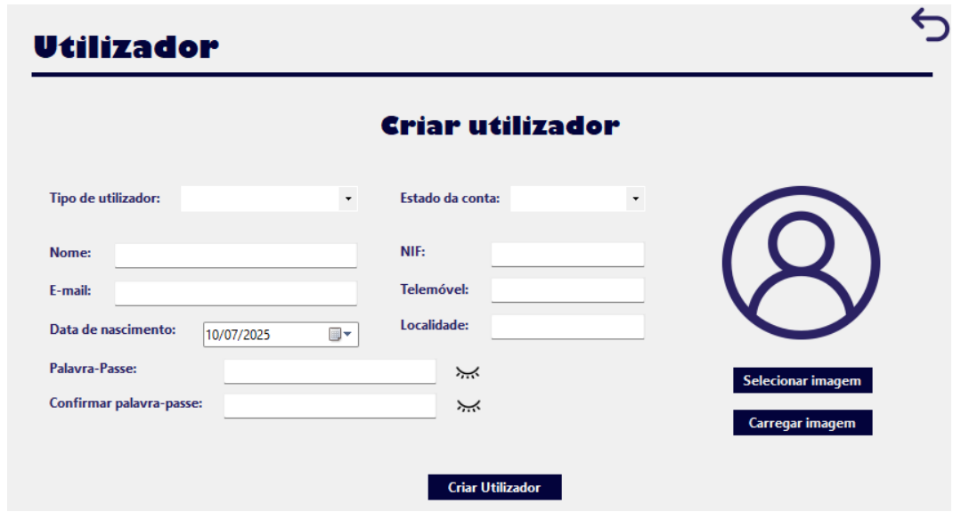 Utilizador
Criar utilizador
Tipo de utilizador:
Estado da conta:
Nome:
NIF:
E-mail:
Telemóvel:
Data de nascimento:
10/07/2025
Localidade:
Palavra-Passe:
Confirmar palavra-passe:
Selecionar imagem
Carregar imagem
Criar Utilizador